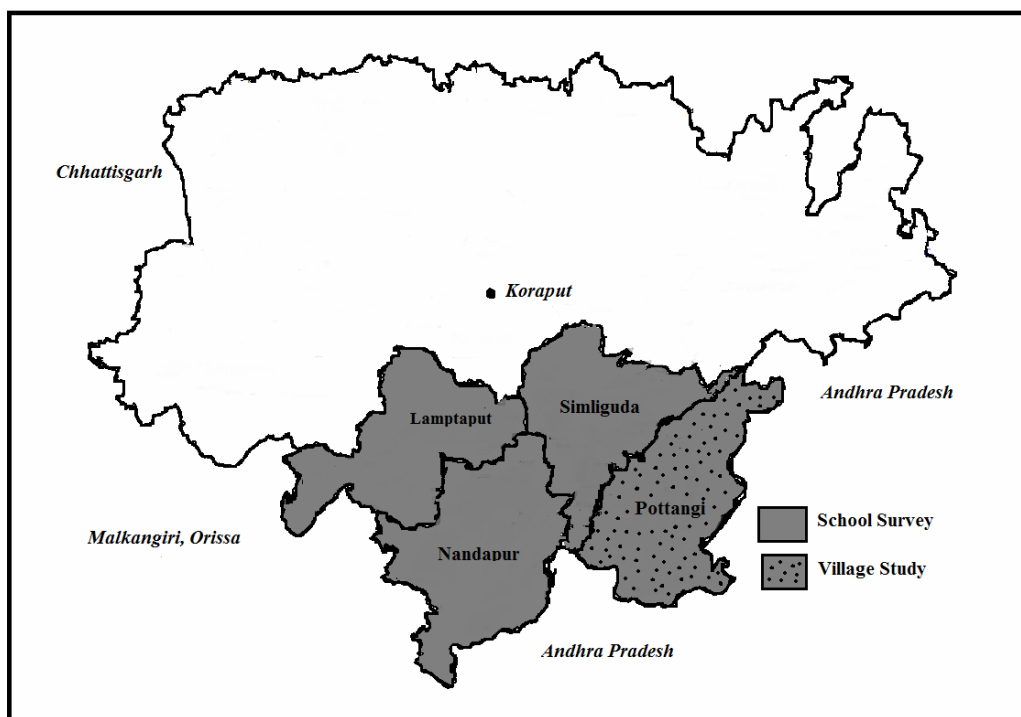 Chhattisgarh
Koraput
Andhra Pradesh
Simliguda
Lamptaput
Pottangi
School Survey
Malkangiri, Orissa
Nandapur
Village Study
Andhra Pradesh